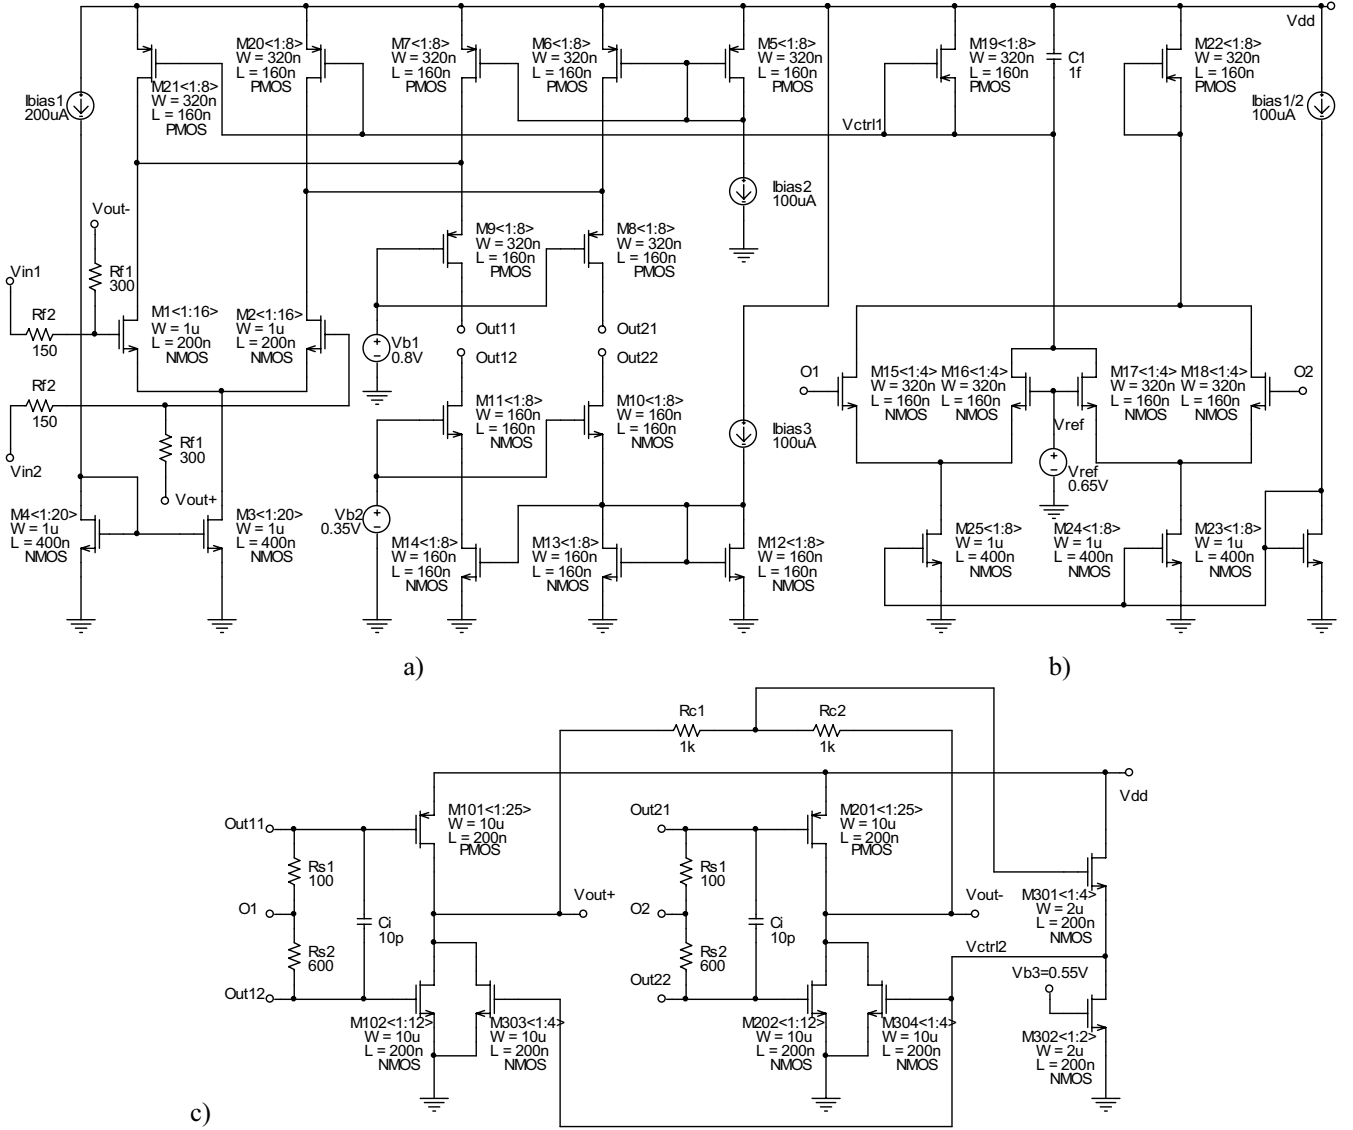 M20<1:8>
W = 320n
L = 160n
PMOS
M7<1:8>
W = 320n
L = 160n
PMOS
M6<1:8>
W = 320n
L = 160n
PMOS
M5<1:8>
W = 320n
L = 160n
PMOS
M19<1:8>
W = 320n
L = 160n
PMOS
C1
1f
M22<1:8>
W = 320n
L = 160n
PMOS
Vdd
Ibias1
200uA
M21<1:8>
W = 320n
L = 160n
PMOS
Vctrl1
Ibias1/2
100uA
Ibias2
100uA
Vout-
Rf1
300
Vin1
Rf2
150
M1<1:16>
W = 1u
L = 200n
NMOS
M2<1:16>
W = 1u
L = 200n
NMOS
M9<1:8>
W = 320n
L = 160n
PMOS
M8<1:8>
W = 320n
L = 160n
PMOS
Out11
Out21
Out12
Out22
Vb1
0.8V
O1
M15<1:4>
W = 320n
L = 160n
NMOS
M16<1:4>
W = 320n
L = 160n
NMOS
M17<1:4>
W = 320n
L = 160n
NMOS
M18<1:4>
W = 320n
L = 160n
NMOS
O2
Rf2
150
Vin2
Rf1
300
Vout+
M11<1:8>
W = 160n
L = 160n
NMOS
M10<1:8>
W = 160n
L = 160n
NMOS
Ibias3
100uA
Vref
Vref
0.65V
M4<1:20>
W = 1u
L = 400n
NMOS
M3<1:20>
W = 1u
L = 400n
NMOS
Vb2
0.35V
M14<1:8>
W = 160n
L = 160n
NMOS
M13<1:8>
W = 160n
L = 160n
NMOS
M12<1:8>
W = 160n
L = 160n
NMOS
M25<1:8>
W = 1u
L = 400n
NMOS
M24<1:8>
W = 1u
L = 400n
NMOS
M23<1:8>
W = 1u
L = 400n
NMOS
a)
b)
Rc1
1k
Rc2
1k
Vdd
Out11
M101<1:25>
W = 10u
L = 200n
PMOS
Out21
M201<1:25>
W = 10u
L = 200n
PMOS
Rs1
100
Rs1
100
M301<1:4>
W = 2u
L = 200n
NMOS
O1
Ci
10p
Vout+
O2
Ci
10p
Vout-
Rs2
600
Rs2
600
Vctrl2
Out12
Out22
Vb3=0.55V
M102<1:12>
W = 10u
L = 200n
NMOS
M303<1:4>
W = 10u
L = 200n
NMOS
M202<1:12>
W = 10u
L = 200n
NMOS
M304<1:4>
W = 10u
L = 200n
NMOS
M302<1:2>
W = 2u
L = 200n
NMOS
c)